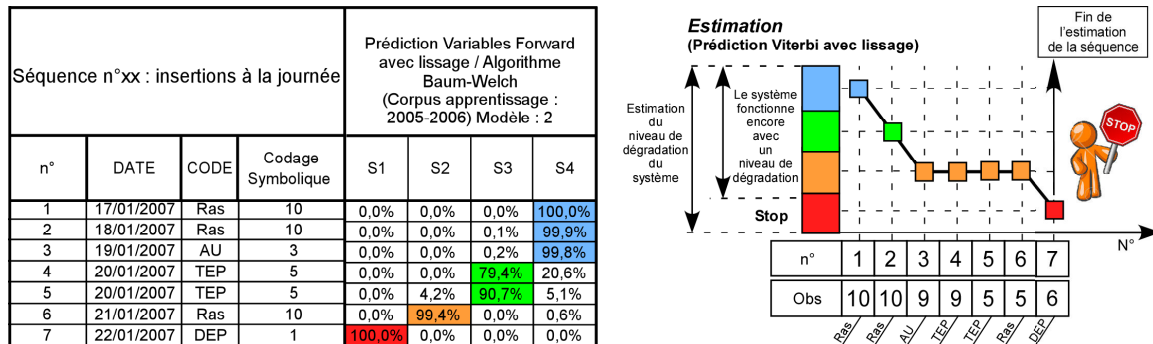 Séquence n°xx : insertions à la journée
Prédiction Variables Forward
avec lissage / Algorithme
Baum-Welch
(Corpus apprentissage :
2005-2006) Modèle : 2
n° DATE CODE Codage Symbolique S1 S2 S3 S4
1 17/01/2007 Ras 10 0,0% 0,0% 0,0% 100,0%
2 18/01/2007 Ras 10 0,0% 0,0% 0,1% 99,9%
3 19/01/2007 AU 3 0,0% 0,0% 0,2% 99,8%
4 20/01/2007 TEP 5 0,0% 0,0% 79,4% 20,6%
5 20/01/2007 TEP 5 0,0% 4,2% 90,7% 5,1%
6 21/01/2007 Ras 10 0,0% 99,4% 0,0% 0,6%
7 22/01/2007 DEP 1 100,0% 0,0% 0,0% 0,0%
Estimation
(Prédiction Viterbi avec lissage)
Fin de
l'estimation
de la séquence
Estimation
du
niveau de
dégradation
du
système
Le système
fonctionne
encore
avec
un
niveau de
dégradation
Stop
STOP
N°
n° 1 2 3 4 5 6 7
Obs 10 10 9 9 5 5 6
Ras Ras AU TEP TEP Ras DEP